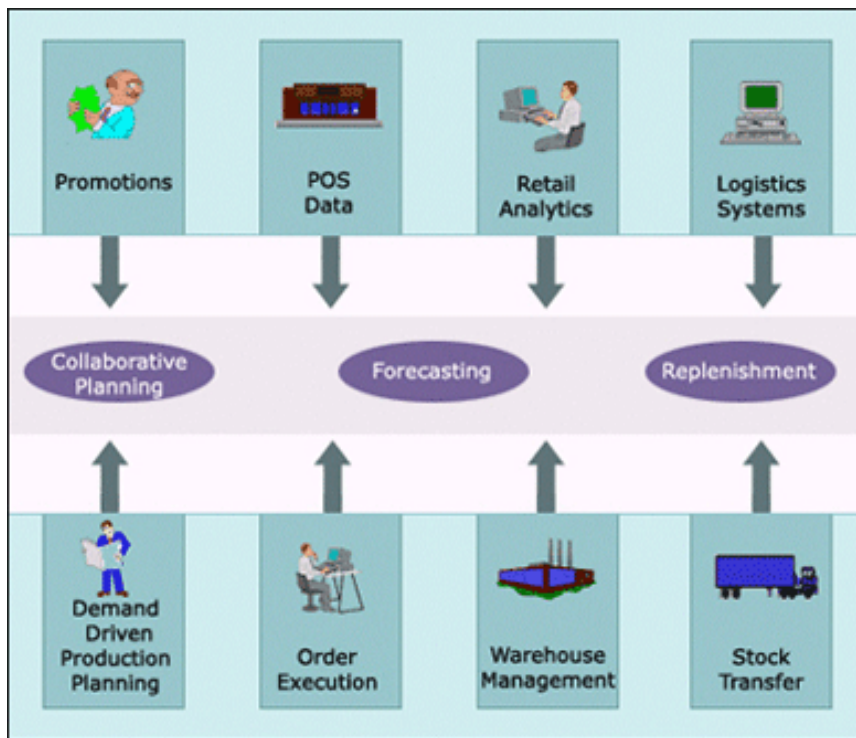 Promotions
POS
Data
Retail
Analytics
Logistics
Systems
Collaborative
Planning
Forecasting
Replenishment
Demand
Driven
Production
Planning
Order
Execution
Warehouse
Management
Stock
Transfer